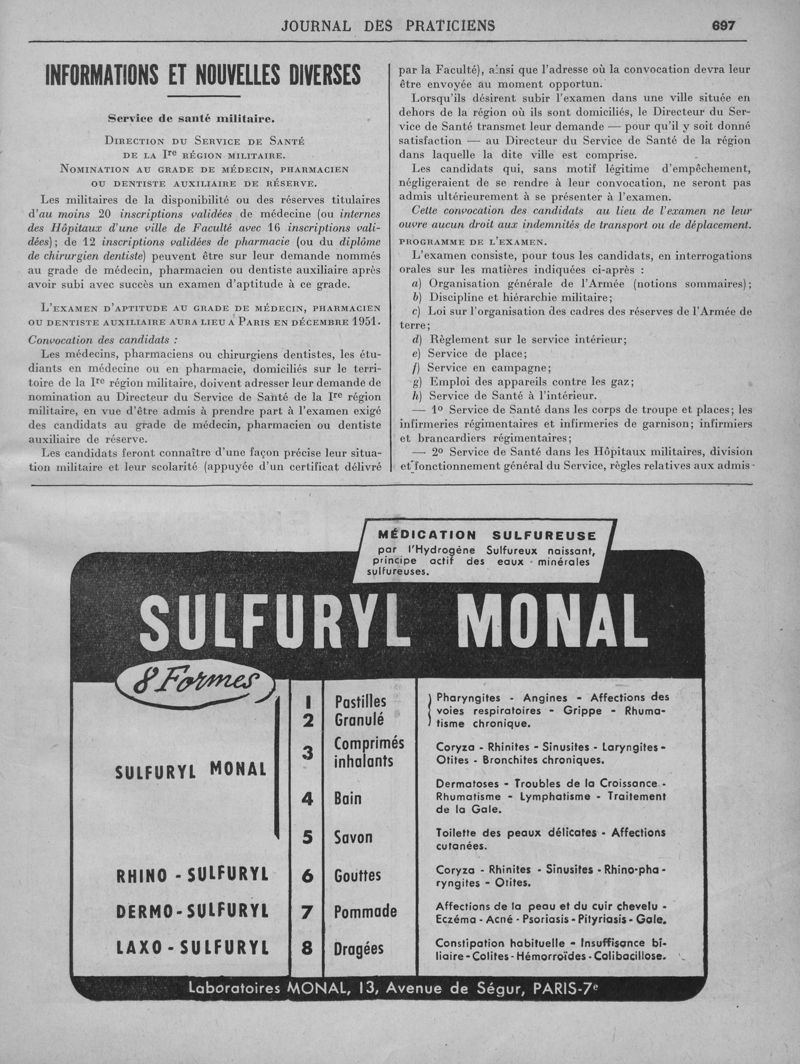 JOURNAL DES PRATICIENS 697
INFORMATIONS ET NOUVELLES DIVERSES
Service de santé militaire.
DIRECTION DU SERVICE DE SANTÉ
DE LA Ire RÉGION MILITAIRE.
NOMINATION AU GRADE DE MÉDECIN, PHARMACIEN
OU DENTISTE AUXILIAIRE DE RÉSERVE.
Les militaires de la disponibilité ou des réserves titulaires
d'au moins 20 inscriptions validées de médecine (ou internes
des Hôpitaux d'une ville de Faculté avec 16 inscriptions vali-
dées); de 12 inscriptions validées de pharmacie (ou du diplôme
de chirurgien dentiste) peuvent être sur leur demande nommés
au grade de médecin, pharmacien ou dentiste auxiliaire après
avoir subi avec succès un examen d'aptitude à ce grade.
L'EXAMEN D'APTITUDE AU GRADE DE MÉDECIN, PHARMACIEN
OU DENTISTE AUXILIAIRE AURA LIEU A PARIS EN DÉCEMBRE 1951.
Convocation des candidats :
Les médecins, pharmaciens ou chirurgiens dentistes, les étu-
diants en médecine ou en pharmacie, domiciliés sur le terri-
toire de la Ire région militaire, doivent adresser leur demande de
nomination au Directeur du Service de Santé de la Ire région
militaire, en vue d'être admis à prendre part à l'examen exigé
des candidats au grade de médecin, pharmacien ou dentiste
auxiliaire de réserve.
Les candidats feront connaître d'une façon précise leur situa-
tion militaire et leur scolarité (appuyée d'un certificat délivré
par la Faculté), ainsi que l'adresse où la convocation devra leur
être envoyée au moment opportun.
Lorsqu'ils désirent subir l'examen dans une ville située en
dehors de la région où ils sont domiciliés, le Directeur du Ser-
vice de Santé transmet leur demande — pour qu'il y soit donné
satisfaction — au Directeur du Service de Santé de la région
dans laquelle la dite ville est comprise.
Les candidats qui, sans motif légitime d'empêchement,
négligeraient de se rendre à leur convocation, ne seront pas
admis ultérieurement à se présenter à l'examen.
Cette convocation des candidats au lieu de l'examen ne leur
ouvre aucun droit aux indemnités de transport ou de déplacement.
PROGRAMME DE L'EXAMEN.
L'examen consiste, pour tous les candidats, en interrogations
orales sur les matières indiquées ci-après :
a) Organisation générale de l'Armée (notions sommaires);
b) Discipline et hiérarchie militaire;
c) Loi sur l'organisation des cadres des réserves de l'Armée de
terre;
d) Règlement sur le service intérieur;
e) Service de place;
f) Service en campagne;
g) Emploi des appareils contre les gaz;
h) Service de Santé à l'intérieur.
— 1º Service de Santé dans les corps de troupe et places; les
infirmeries régimentaires et infirmeries de garnison; infirmiers
et brancardiers régimentaires;
— 2º Service de Santé dans les Hôpitaux militaires, division
et fonctionnement général du Service, règles relatives aux admis-
MÉDICATION SULFUREUSE
par l'Hydrogéne Sulfureux naissant,
principe actif des eaux - minérales
sulfureuses.
SULFURYL MONAL
8 Formes
SULFURYL MONAL
1 Pastilles
2 Granulé
Pharyngites - Angines - Affections des
voies respiratoires - Grippe - Rhuma-
tisme chronique.
3 Comprimés
inhalants
Coryza - Rhinites - Sinusites - Laryngites -
Otites - Bronchites chroniques.
4 Bain
Dermatoses - Troubles de la Croissance -
Rhumatisme - Lymphatisme - Traitement
de la Gale.
5 Savon
Toilette des peaux délicates - Affections
cutanées.
RHINO - SULFURYL 6 Gouttes
Coryza - Rhinites - Sinusites - Rhino-pha-
ryngites - Otites.
DERMO-SULFURYL 7 Pommade
Affections de la peau et du cuir chevelu -
Eczéma - Acné - Psoriasis - Pityriasis - Gale.
LAXO - SULFURYL 8 Dragées
Constipation habituelle - Insuffisance bi-
liaire - Colites - Hémorroïdes - Colibacillose.
Laboratoires MONAL, 13, Avenue de Ségur, PARIS-7e